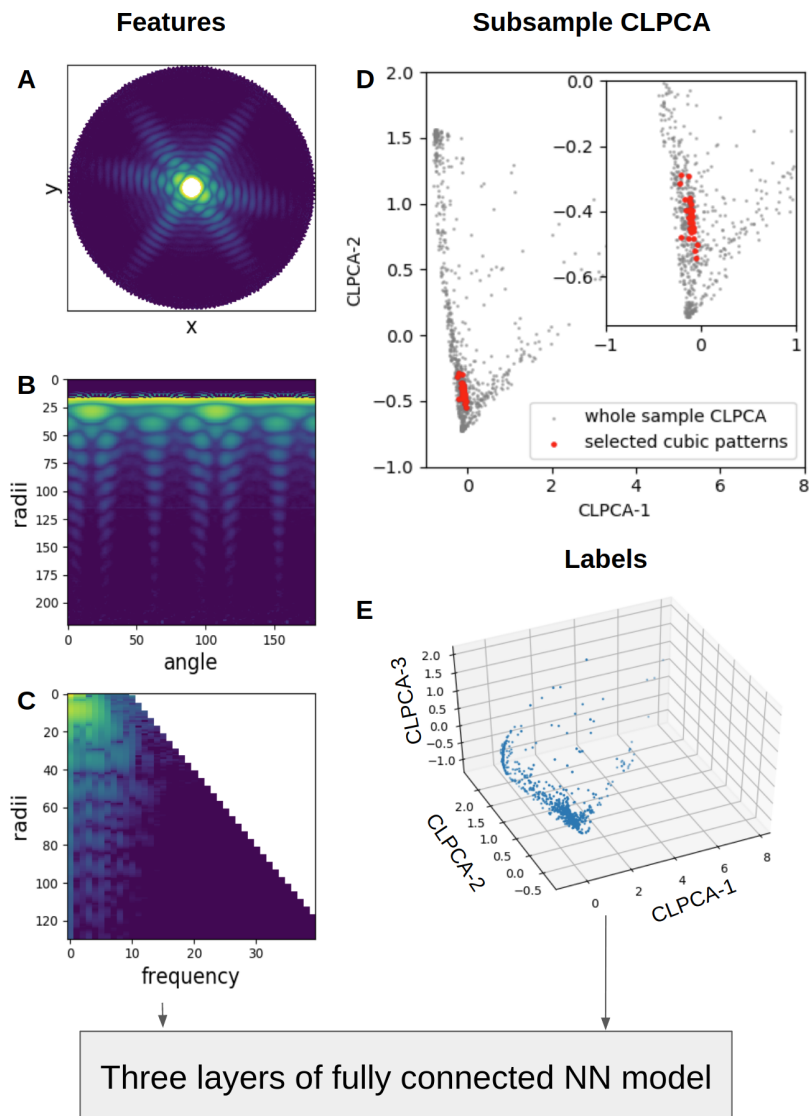 Features
Subsample CLPCA
A
y
x
B
0
25
50
75
100
125
150
175
200
radii
0
50
100
150
angle
C
0
20
40
60
80
100
120
radii
0
10
20
30
frequency
D
2.0
1.5
1.0
0.5
0.0
−0.5
−1.0
CLPCA-2
0
2
4
6
8
CLPCA-1
0.0
−0.2
−0.4
−0.6
−1
0
1
whole sample CLPCA
selected cubic patterns
Labels
E
CLPCA-3
2.0
1.5
1.0
0.5
0.0
−0.5
−1.0
CLPCA-2
2.0
1.5
1.0
0.5
0.0
−0.5
0
2
4
6
8
CLPCA-1
Three layers of fully connected NN model